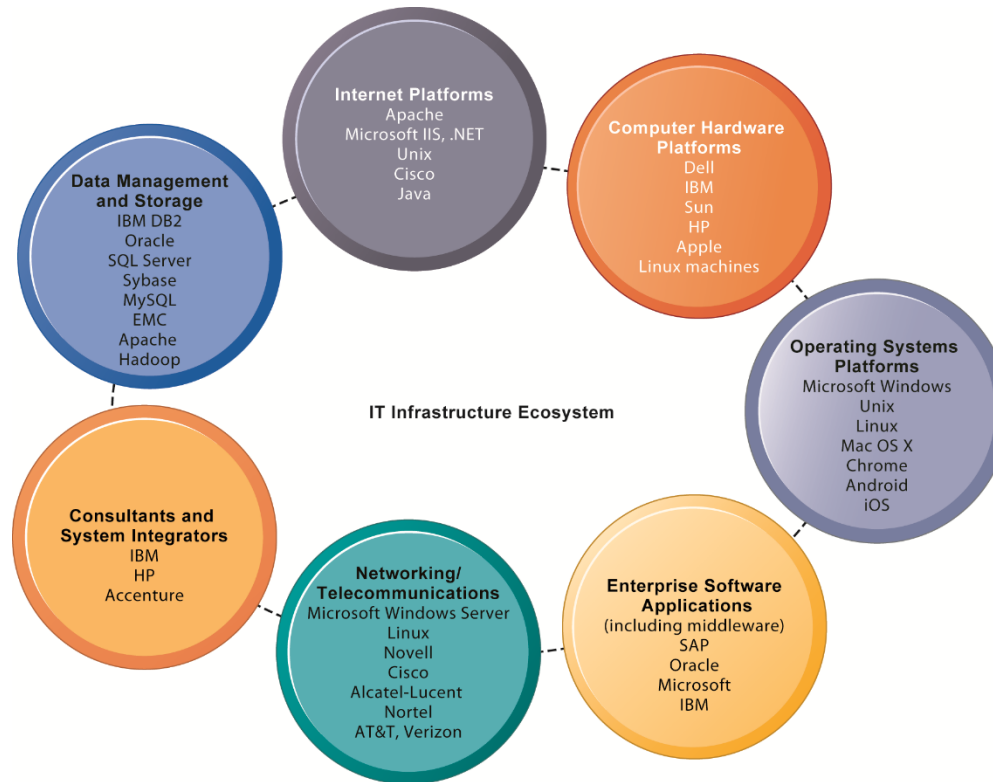 Internet Platforms
Apache
Microsoft IIS, .NET
Unix
Cisco
Java
Computer Hardware
Platforms
Dell
IBM
Sun
HP
Apple
Linux machines
Operating Systems
Platforms
Microsoft Windows
Unix
Linux
Mac OS X
Chrome
Android
iOS
Enterprise Software
Applications
(including middleware)
SAP
Oracle
Microsoft
IBM
Networking/
Telecommunications
Microsoft Windows Server
Linux
Novell
Cisco
Alcatel-Lucent
Nortel
AT&T, Verizon
Consultants and
System Integrators
IBM
HP
Accenture
Data Management
and Storage
IBM DB2
Oracle
SQL Server
Sybase
MySQL
EMC
Apache
Hadoop
IT Infrastructure Ecosystem